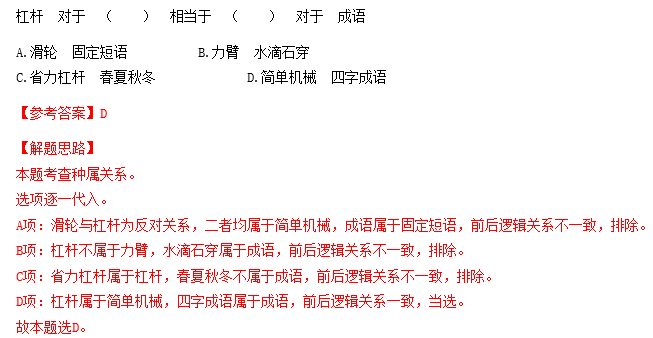 杠杆 对于 （ ） 相当于 （ ） 对于 成语
A.滑轮 固定短语 B.力臂 水滴石穿
C.省力杠杆 春夏秋冬 D.简单机械 四字成语
【参考答案】D
【解题思路】
本题考查种属关系。
选项逐一代入。
A项：滑轮与杠杆为反对关系，二者均属于简单机械，成语属于固定短语，前后逻辑关系不一致，排除。
B项：杠杆不属于力臂，水滴石穿属于成语，前后逻辑关系不一致，排除。
C项：省力杠杆属于杠杆，春夏秋冬不属于成语，前后逻辑关系不一致，排除。
D项：杠杆属于简单机械，四字成语属于成语，前后逻辑关系一致，当选。
故本题选D。